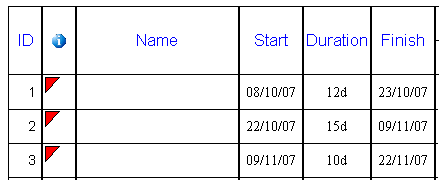 ID Name Start Duration Finish
1 08/10/07 12d 23/10/07
2 22/10/07 15d 09/11/07
3 09/11/07 10d 22/11/07